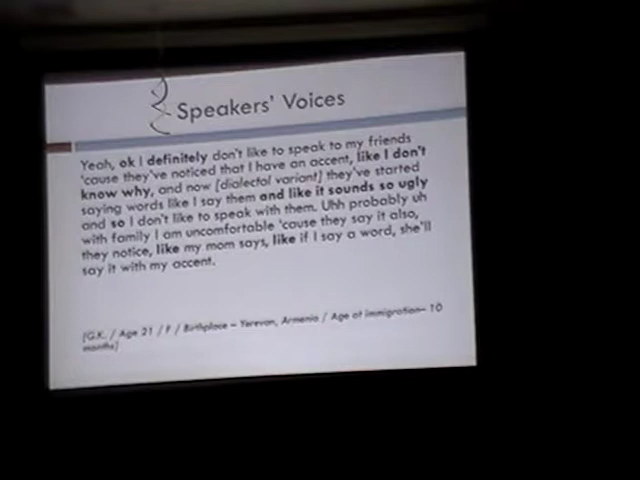 Speakers' Voices
Yeah, ok I definitely don't like to speak to my friends
'cause they've noticed that I have an accent, like I don't
know why, and now [dialectal variant] they've started
saying words like I say them and like it sounds so ugly
and so I don't like to speak with them. Uhh probably uh
with family I am uncomfortable 'cause they say it also,
they notice, like my mom says, like if I say a word, she'll
say it with my accent.
[G.K. / Age 21 / F / Birthplace – Yerevan, Armenia / Age at immigration– 10
months]